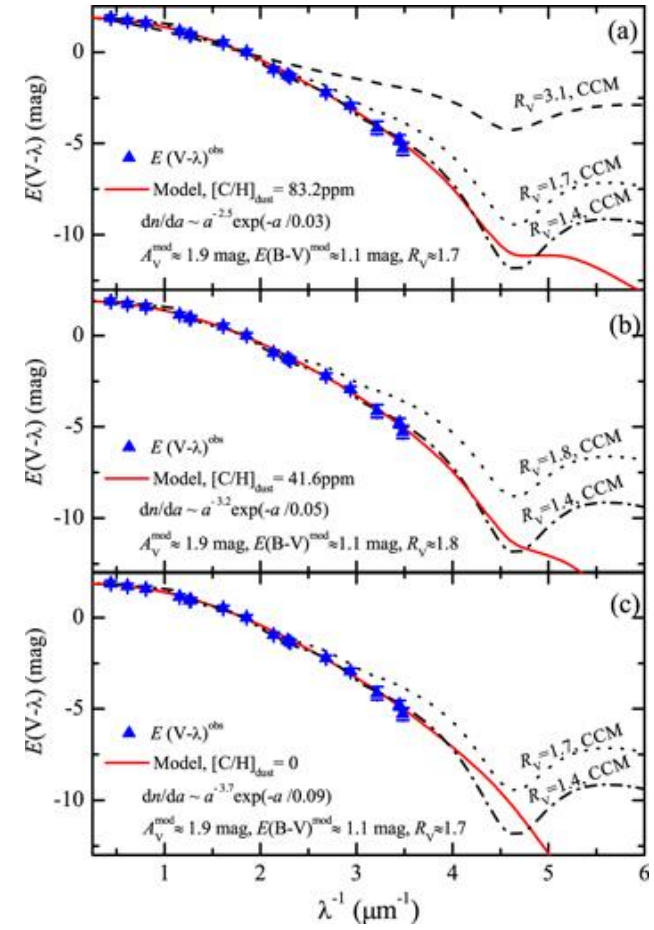 (a)
0
-5
-10
E(V-λ) (mag)
R_V=3.1, CCM
R_V=1.7, CCM
R_V=1.4, CCM
E (V-λ)^obs
Model, [C/H]_dust = 83.2ppm
dn/da ~ a^-2.5 exp(-a /0.03)
A_V^mod ≈ 1.9 mag, E(B-V)^mod ≈1.1 mag, R_V≈1.7
(b)
0
-5
-10
E(V-λ) (mag)
R_V=1.8, CCM
R_V=1.4, CCM
E (V-λ)^obs
Model, [C/H]_dust = 41.6ppm
dn/da ~ a^-3.2 exp(-a /0.05)
A_V^mod ≈ 1.9 mag, E(B-V)^mod ≈1.1 mag, R_V≈1.8
(c)
0
-5
-10
E(V-λ) (mag)
R_V=1.7, CCM
R_V=1.4, CCM
E (V-λ)^obs
Model, [C/H]_dust = 0
dn/da ~ a^-3.7 exp(-a /0.09)
A_V^mod ≈ 1.9 mag, E(B-V)^mod ≈ 1.1 mag, R_V≈1.7
1 2 3 4 5 6
λ^-1 (μm^-1)